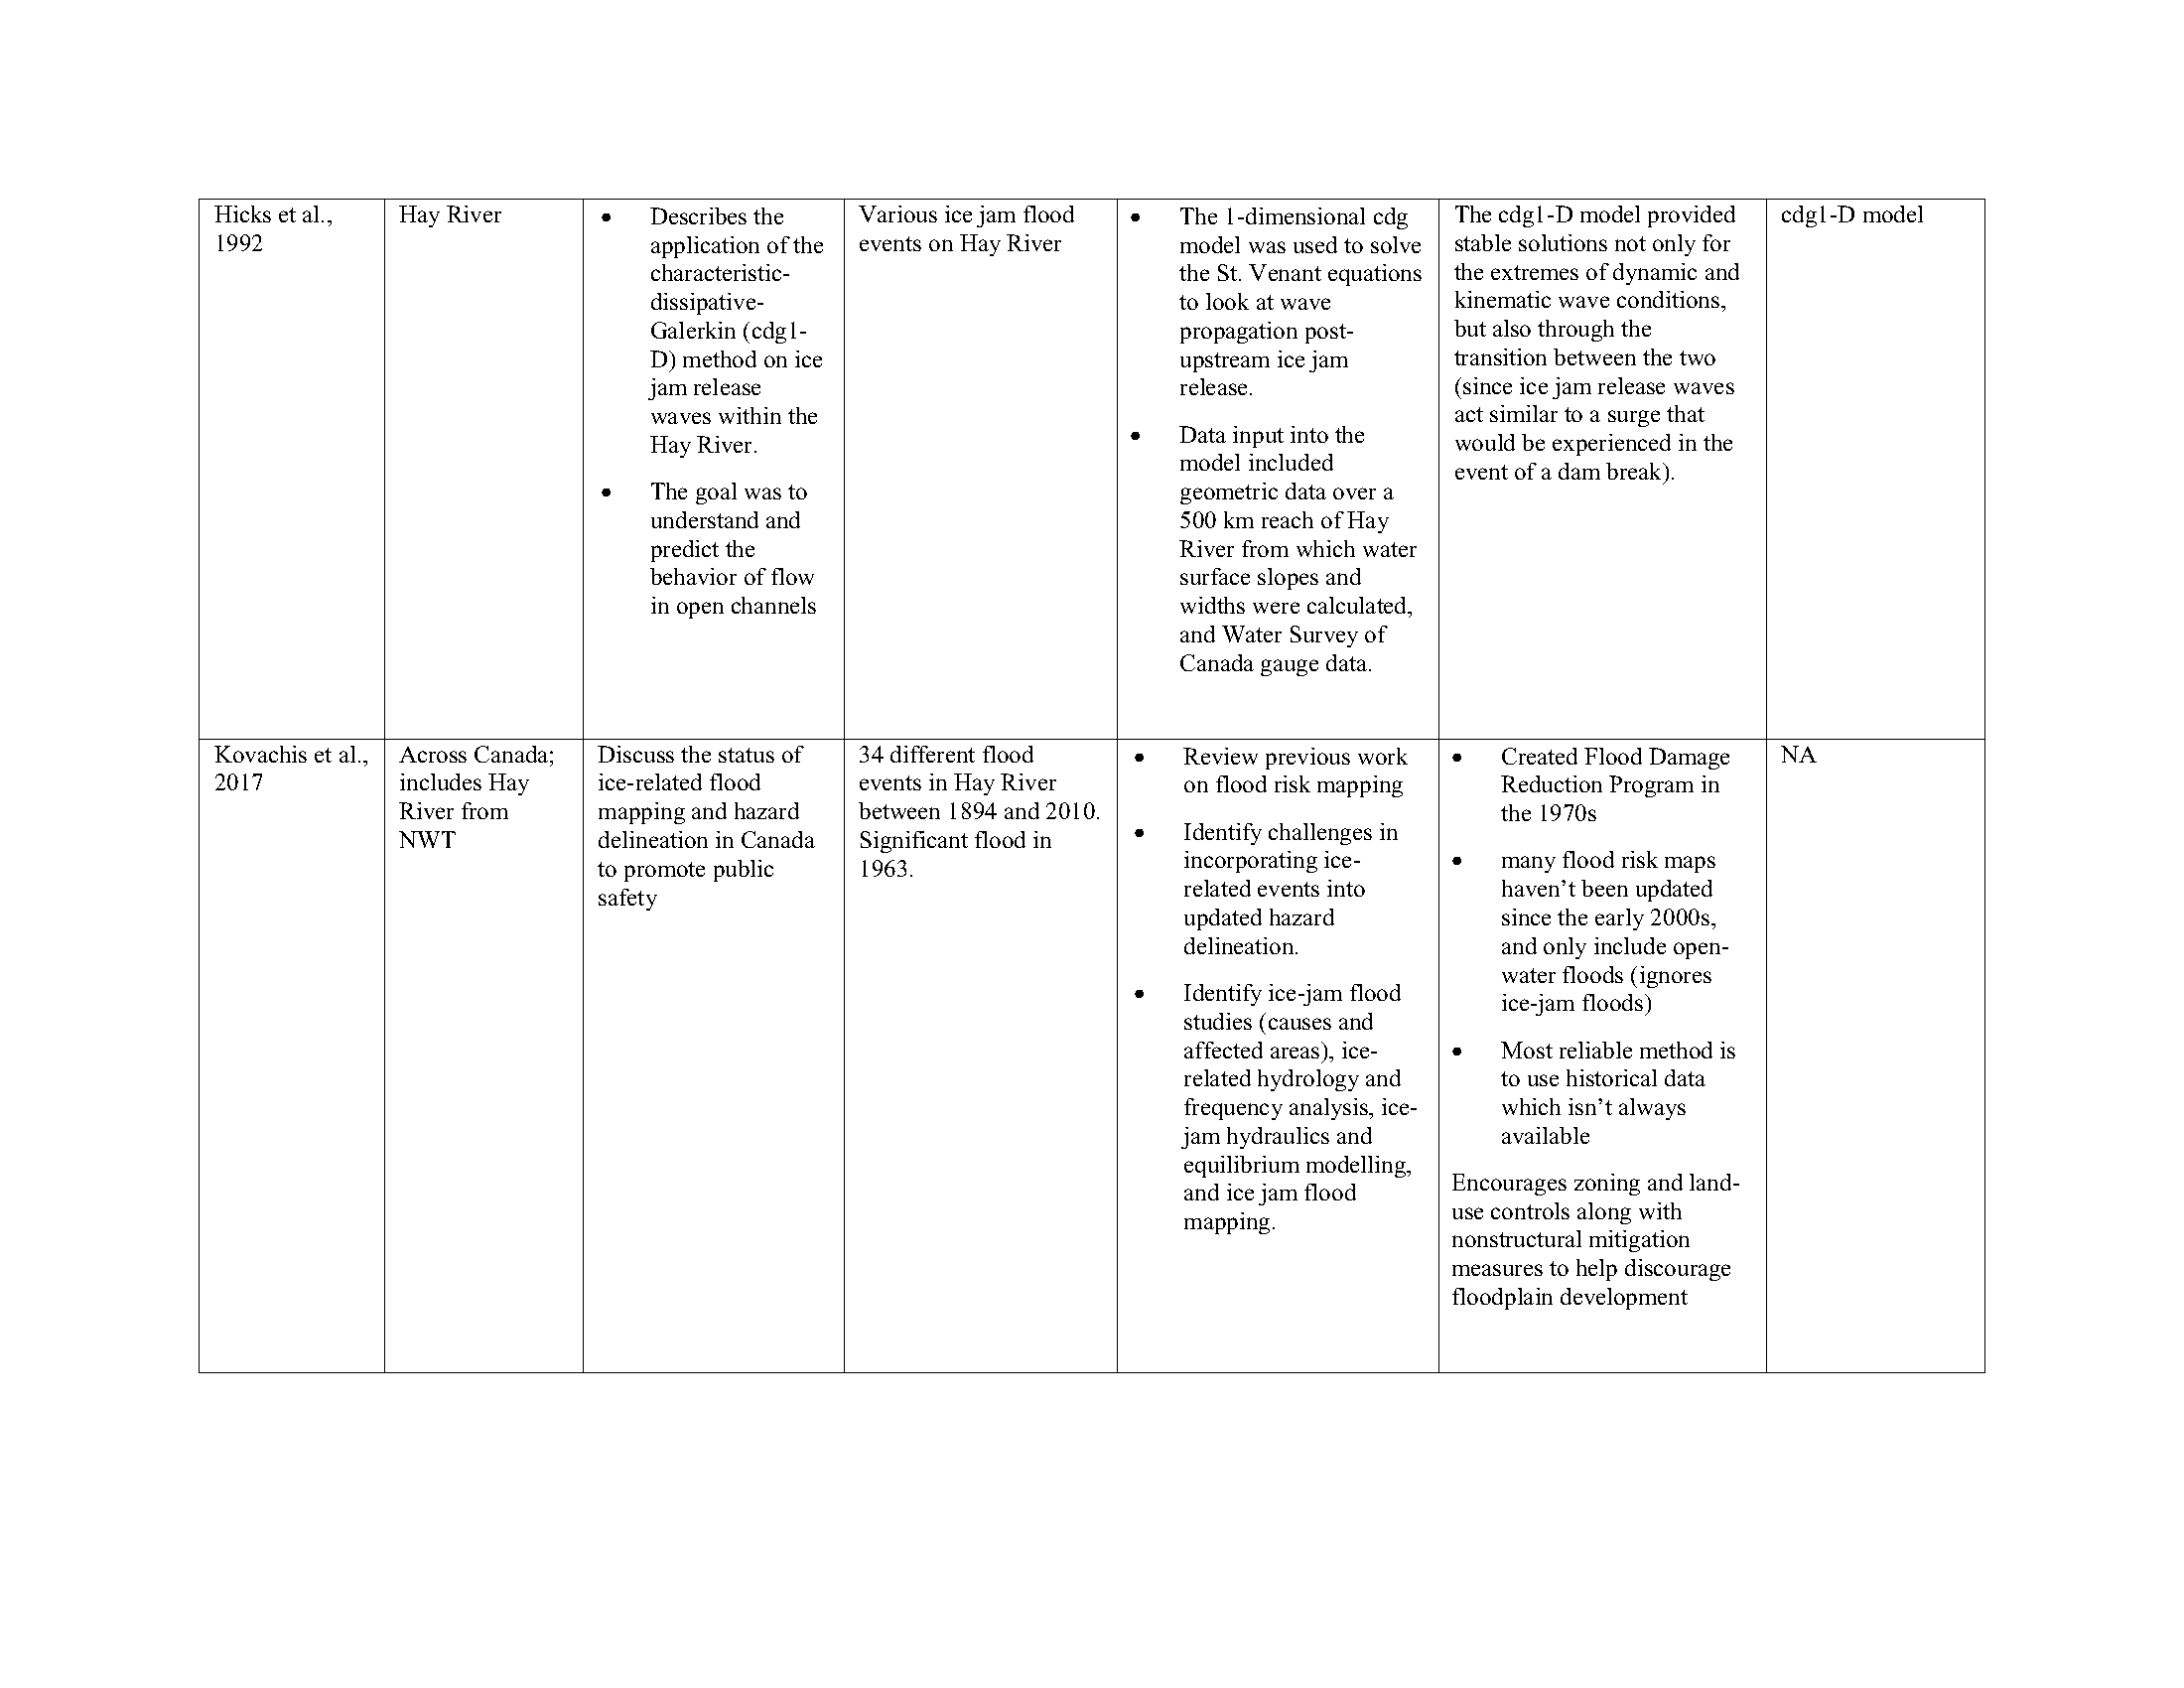 Hicks et al.,
1992
Hay River
• Describes the
application of the
characteristic-
dissipative-
Galerkin (cdg1-
D) method on ice
jam release
waves within the
Hay River.
• The goal was to
understand and
predict the
behavior of flow
in open channels
Various ice jam flood
events on Hay River
• The 1-dimensional cdg
model was used to solve
the St. Venant equations
to look at wave
propagation post-
upstream ice jam
release.
• Data input into the
model included
geometric data over a
500 km reach of Hay
River from which water
surface slopes and
widths were calculated,
and Water Survey of
Canada gauge data.
The cdg1-D model provided
stable solutions not only for
the extremes of dynamic and
kinematic wave conditions,
but also through the
transition between the two
(since ice jam release waves
act similar to a surge that
would be experienced in the
event of a dam break).
cdg1-D model
Kovachis et al.,
2017
Across Canada;
includes Hay
River from
NWT
Discuss the status of
ice-related flood
mapping and hazard
delineation in Canada
to promote public
safety
34 different flood
events in Hay River
between 1894 and 2010.
Significant flood in
1963.
• Review previous work
on flood risk mapping
• Identify challenges in
incorporating ice-
related events into
updated hazard
delineation.
• Identify ice-jam flood
studies (causes and
affected areas), ice-
related hydrology and
frequency analysis, ice-
jam hydraulics and
equilibrium modelling,
and ice jam flood
mapping.
• Created Flood Damage
Reduction Program in
the 1970s
• many flood risk maps
haven’t been updated
since the early 2000s,
and only include open-
water floods (ignores
ice-jam floods)
• Most reliable method is
to use historical data
which isn’t always
available
Encourages zoning and land-
use controls along with
nonstructural mitigation
measures to help discourage
floodplain development
NA